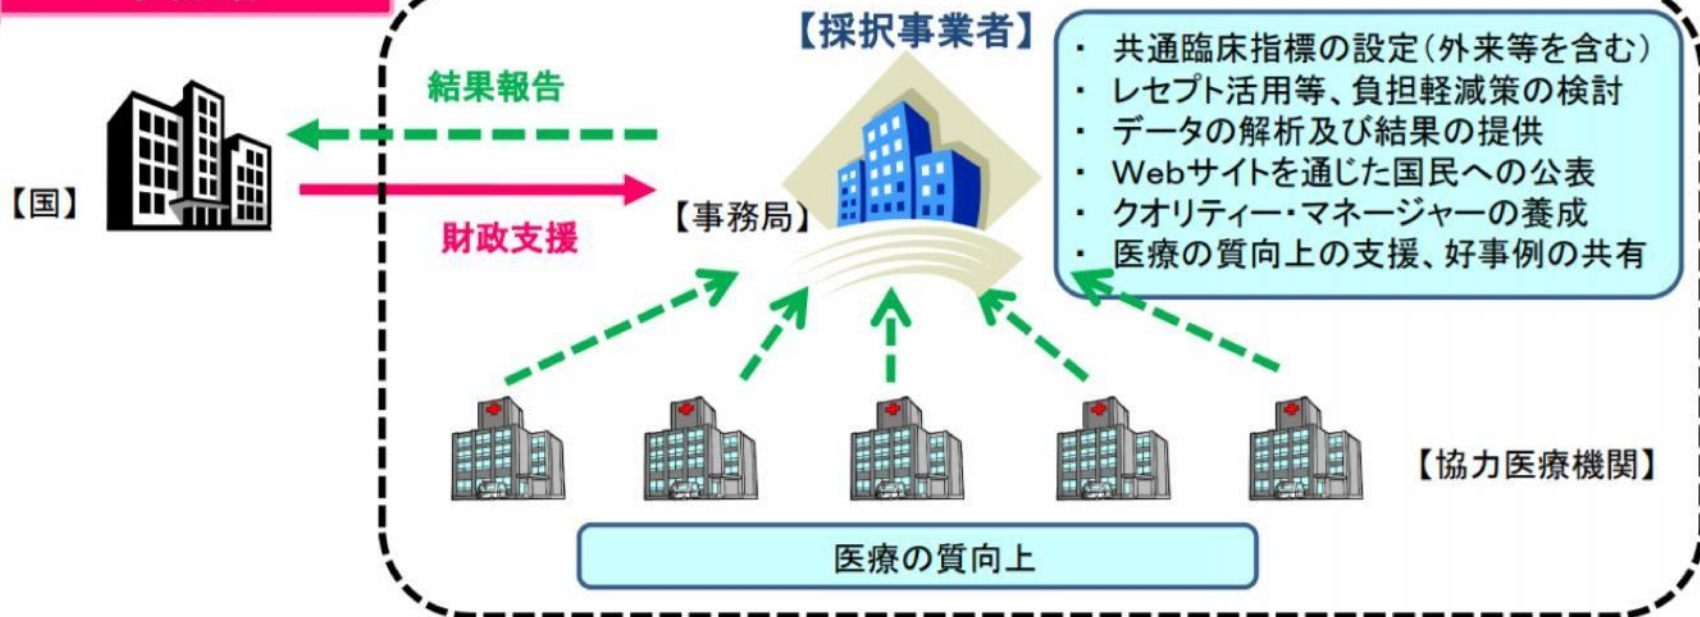 【採択事業者】
・ 共通臨床指標の設定(外来等を含む)
・ レセプト活用等、負担軽減策の検討
・ データの解析及び結果の提供
・ Webサイトを通じた国民への公表
・ クオリティー・マネージャーの養成
・ 医療の質向上の支援、好事例の共有
結果報告
【国】
財政支援
【事務局】
【協力医療機関】
医療の質向上